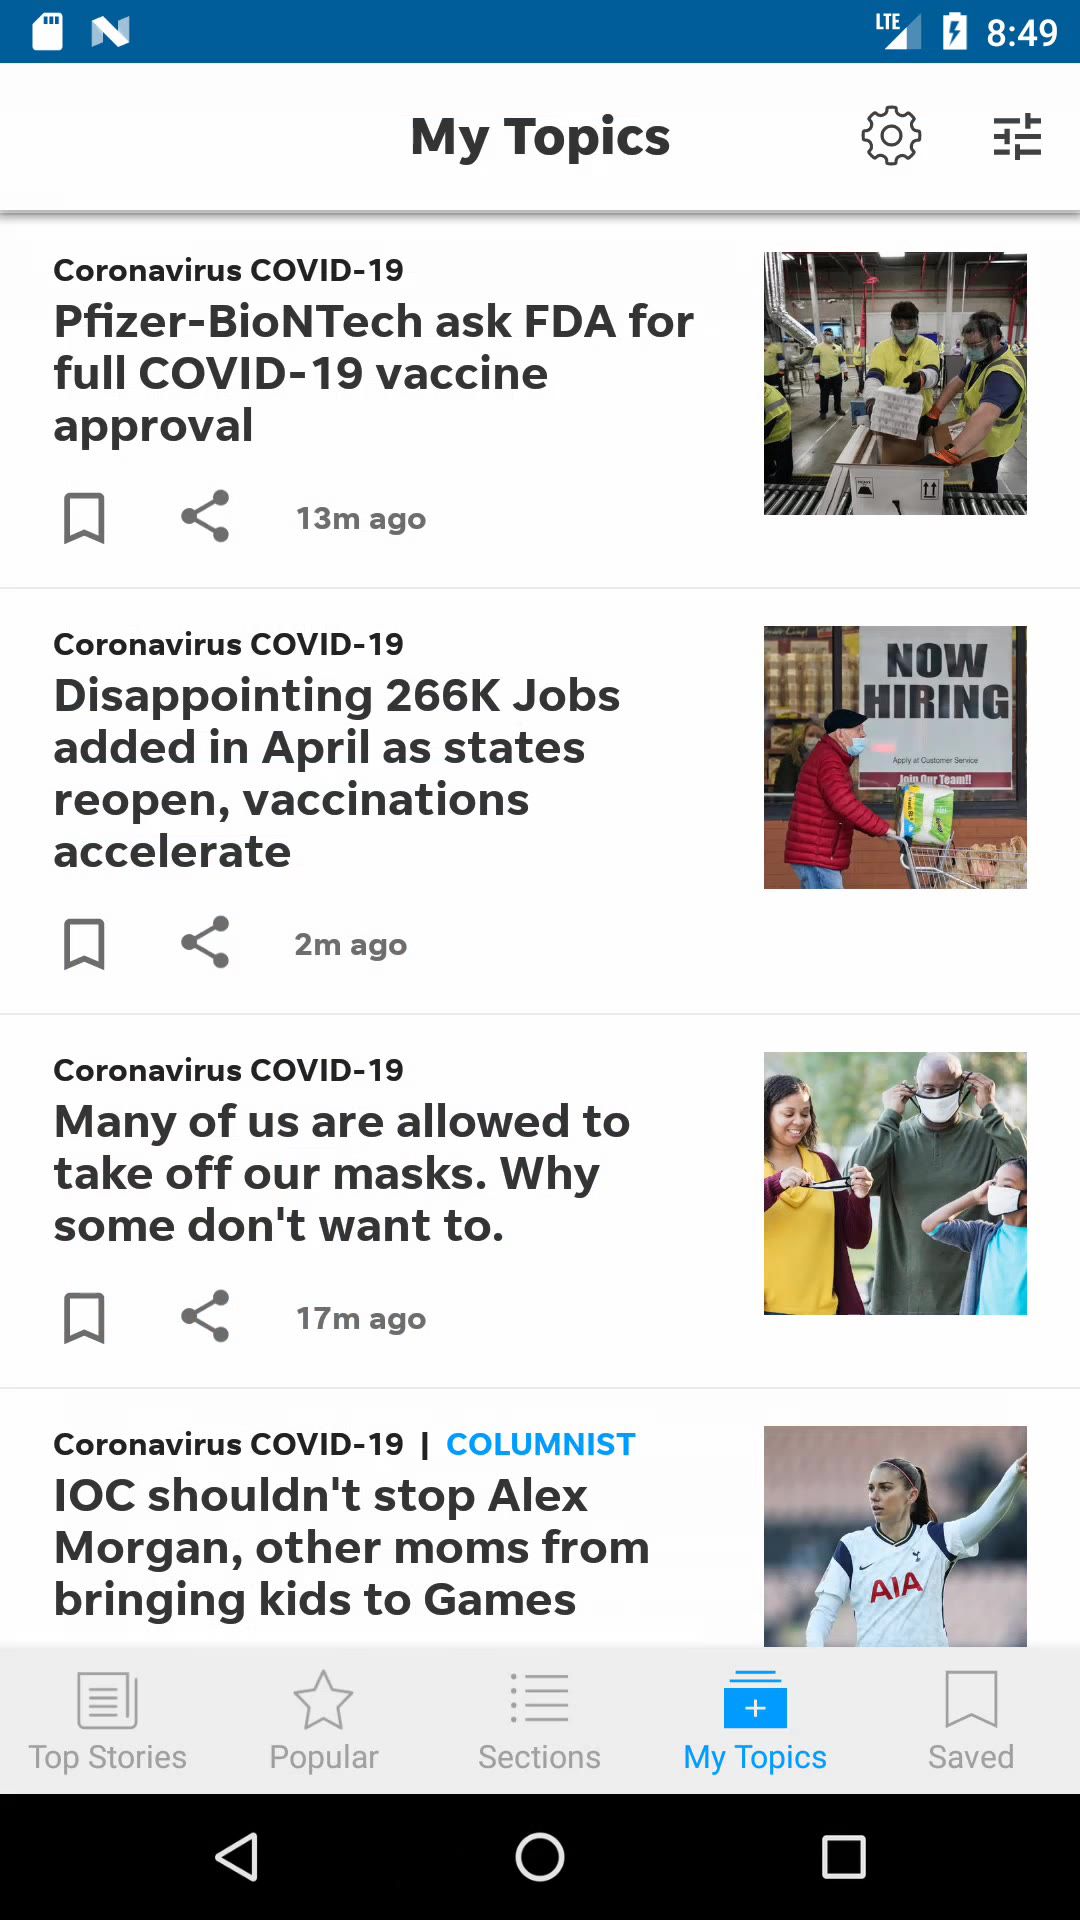 LTE 8:49
My Topics
Coronavirus COVID-19
Pfizer-BioNTech ask FDA for
full COVID-19 vaccine
approval
13m ago
Coronavirus COVID-19
Disappointing 266K Jobs
added in April as states
reopen, vaccinations
accelerate
NOW
HIRING
Apply at Customer Service
Join Our Team!!
2m ago
Coronavirus COVID-19
Many of us are allowed to
take off our masks. Why
some don't want to.
17m ago
Coronavirus COVID-19 | COLUMNIST
IOC shouldn't stop Alex
Morgan, other moms from
bringing kids to Games
AIA
Top Stories
Popular
Sections
My Topics
Saved